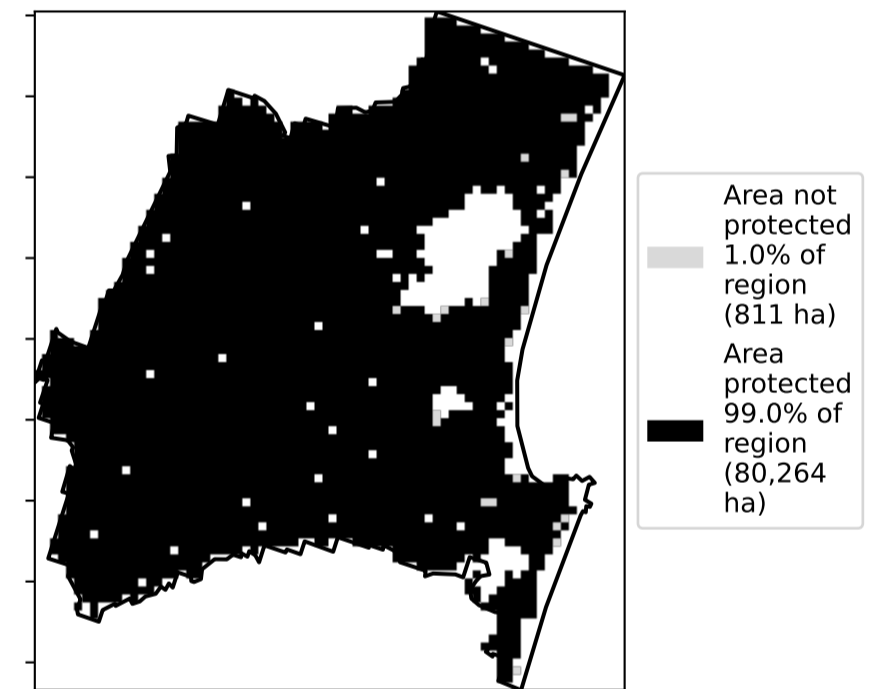 Area not
protected
1.0% of
region
(811 ha)
Area
protected
99.0% of
region
(80,264
ha)